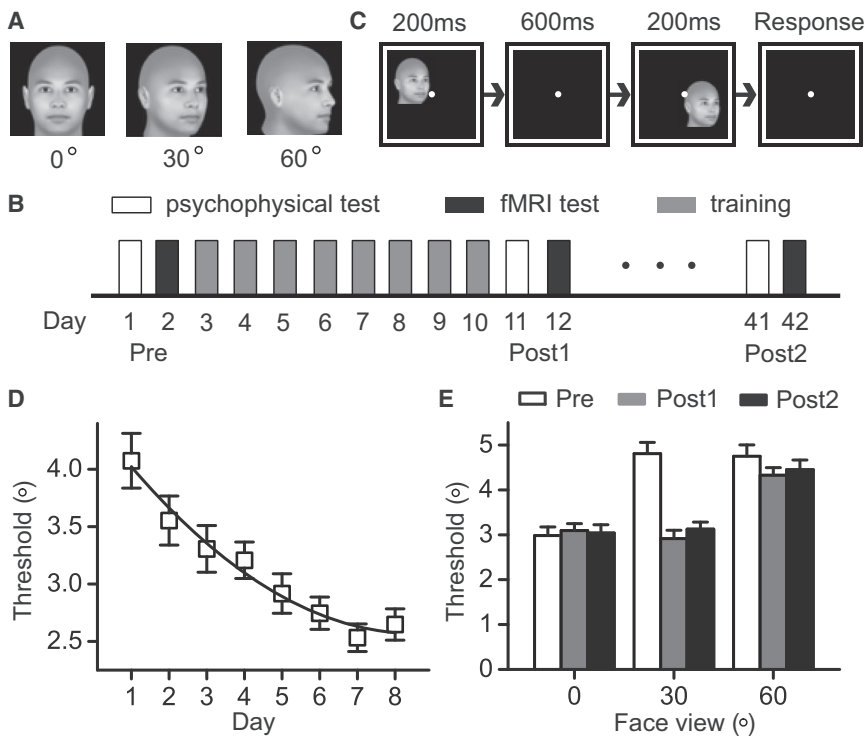 A
0° 30° 60°
C
200ms 600ms 200ms Response
B
psychophysical test fMRI test training
Day 1 2 3 4 5 6 7 8 9 10 11 12 41 42
Pre Post1 Post2
D
Threshold (°)
4.0
3.5
3.0
2.5
1 2 3 4 5 6 7 8
Day
E
Pre Post1 Post2
Threshold (°)
5
4
3
2
1
0
0 30 60
Face view (°)